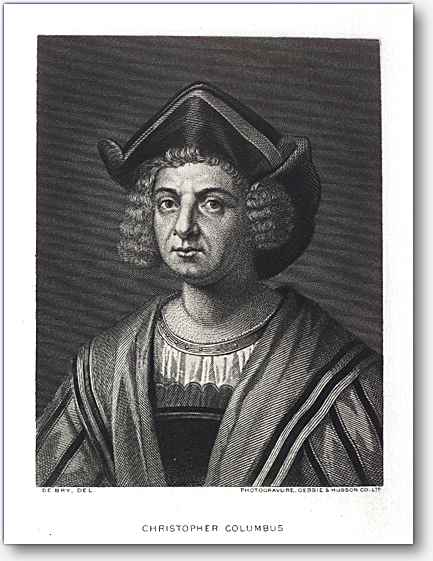 DE BRY, DEL.
PHOTOGRAVURE, GEBBIE & HUSSON CO. LTD
CHRISTOPHER COLUMBUS